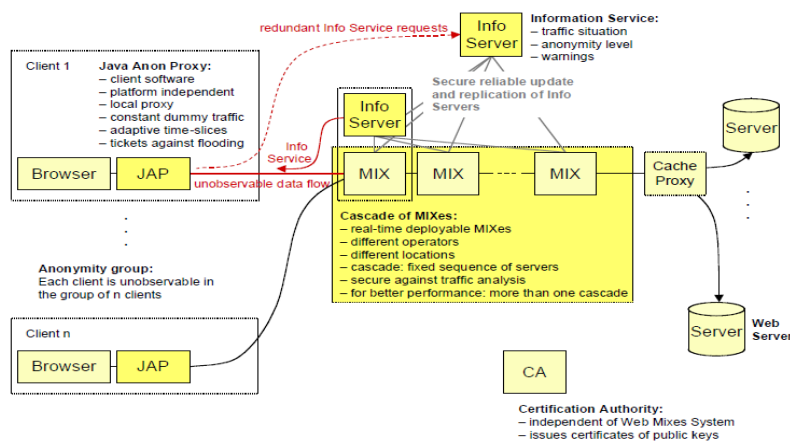 redundant Info Service requests
Info
Server
Information Service:
– traffic situation
– anonymity level
– warnings
Client 1
Java Anon Proxy:
– client software
– platform independent
– local proxy
– constant dummy traffic
– adaptive time-slices
– tickets against flooding
Secure reliable update
and replication of Info
Servers
Info
Server
Info
Service
Browser
JAP
unobservable data flow
MIX
MIX
MIX
Cache
Proxy
Server
Cascade of MIXes:
– real-time deployable MIXes
– different operators
– different locations
– cascade: fixed sequence of servers
– secure against traffic analysis
– for better performance: more than one cascade
Anonymity group:
Each client is unobservable in
the group of n clients
Client n
Browser
JAP
Server
Web
Server
CA
Certification Authority:
– independent of Web Mixes System
– issues certificates of public keys